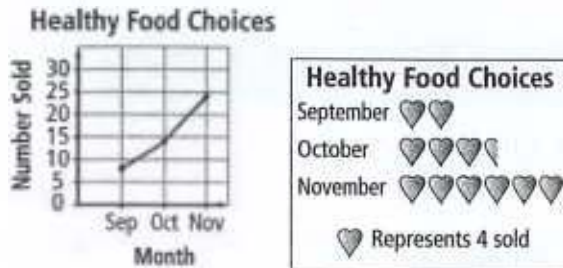 Healthy Food Choices
Number Sold
30
25
20
15
10
5
0
Sep Oct Nov
Month
Healthy Food Choices
September
October
November
Represents 4 sold